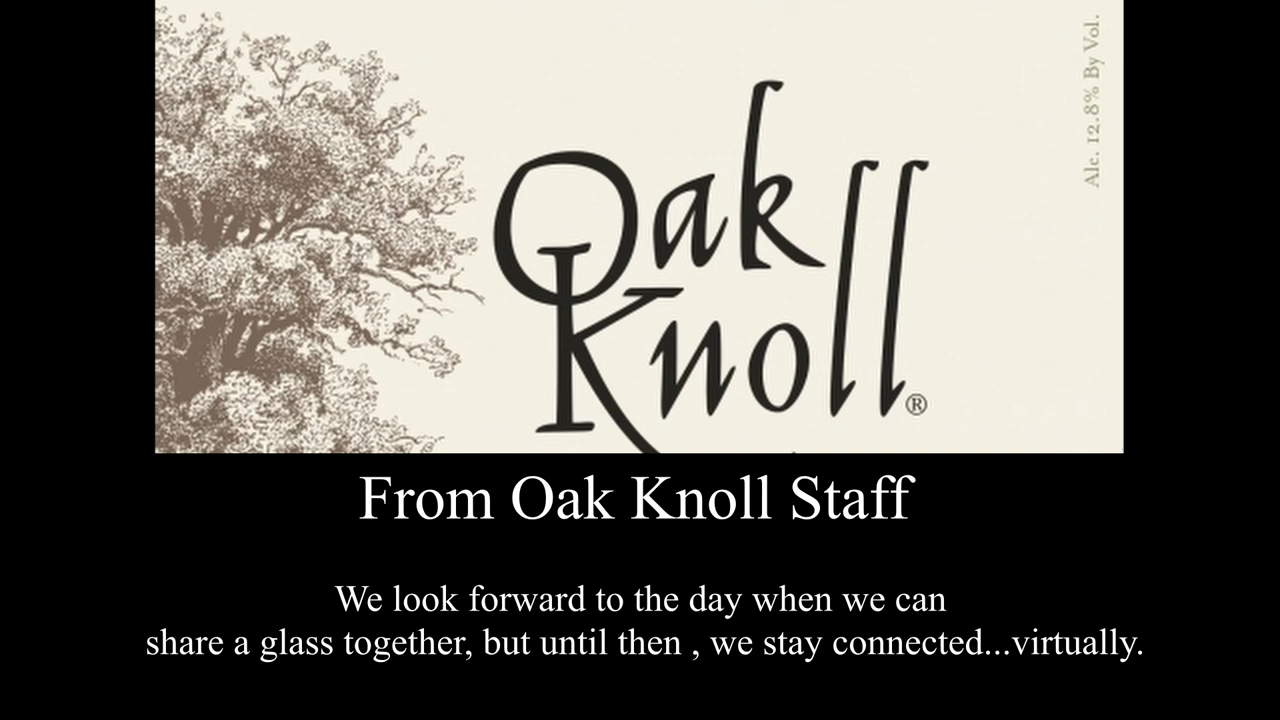 Alc. 12.8% By Vol.
Oak
Knoll®
From Oak Knoll Staff
We look forward to the day when we can
share a glass together, but until then , we stay connected...virtually.